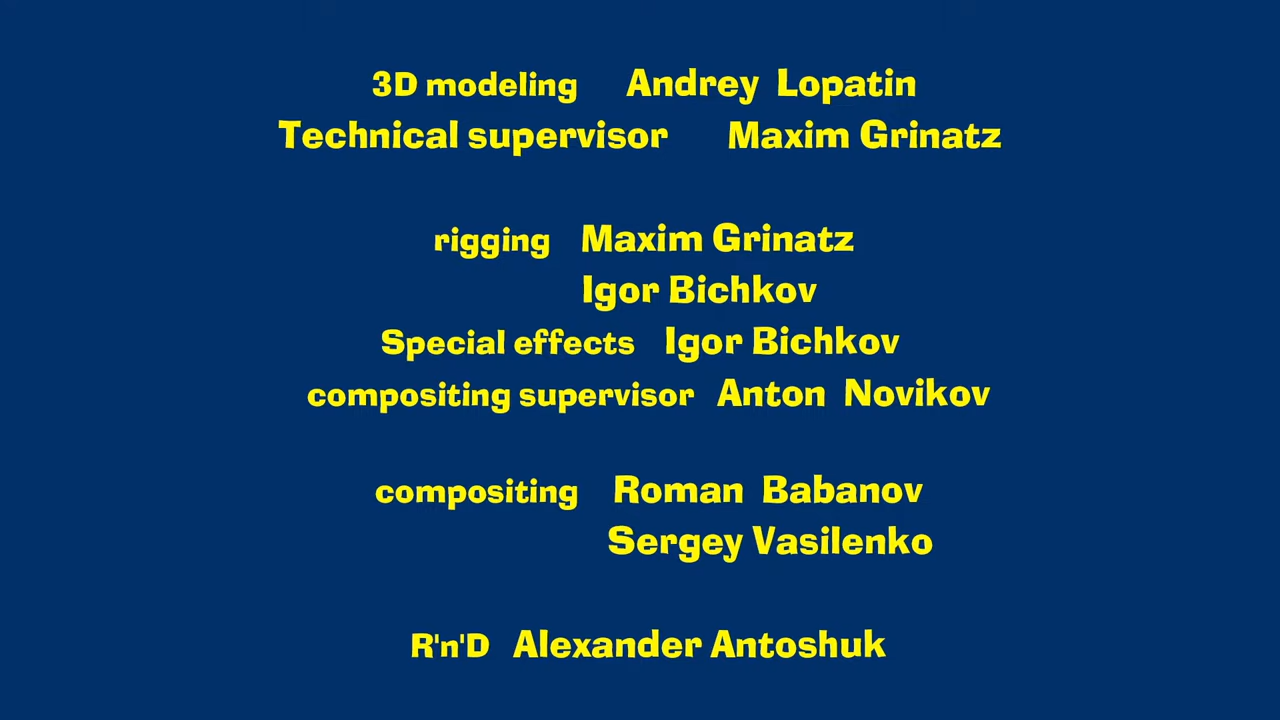 3D modeling Andrey Lopatin
Technical supervisor Maxim Grinatz
rigging Maxim Grinatz
Igor Bichkov
Special effects Igor Bichkov
compositing supervisor Anton Novikov
compositing Roman Babanov
Sergey Vasilenko
R'n'D Alexander Antoshuk